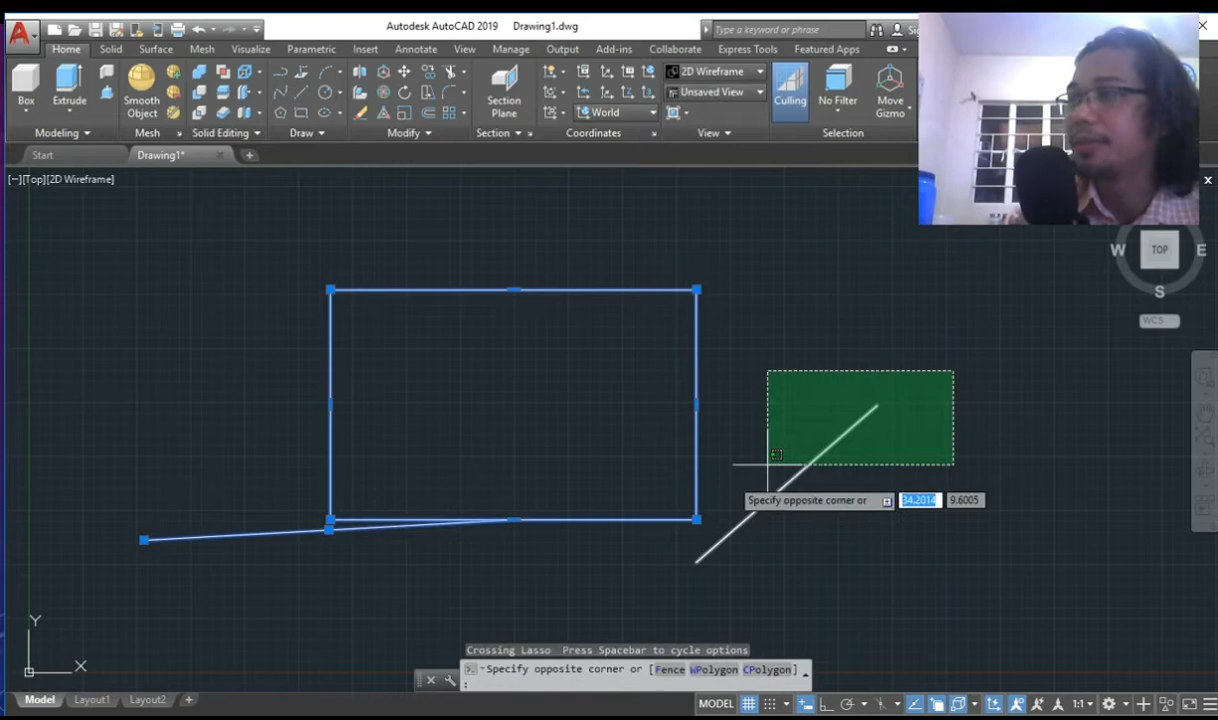 Autodesk AutoCAD 2019 Drawing1.dwg
Type a keyword or phrase
Home Solid Surface Mesh Visualize Parametric Insert Annotate View Manage Output Add-ins Collaborate Express Tools Featured Apps
2D Wireframe
Unsaved View
World
Box
Extrude
Smooth
Object
Section
Plane
Culling
No Filter
Move
Gizmo
Modeling
Mesh
Solid Editing
Draw
Modify
Section
Coordinates
View
Selection
Start
Drawing1*
[−][Top][2D Wireframe]
W
TOP
E
S
WCS
Specify opposite corner or
34.2014
9.6005
Y
X
Crossing Lasso Press Spacebar to cycle options
Specify opposite corner or [Fence WPolygon CPolygon]
:
Model
Layout1
Layout2
MODEL
1:1